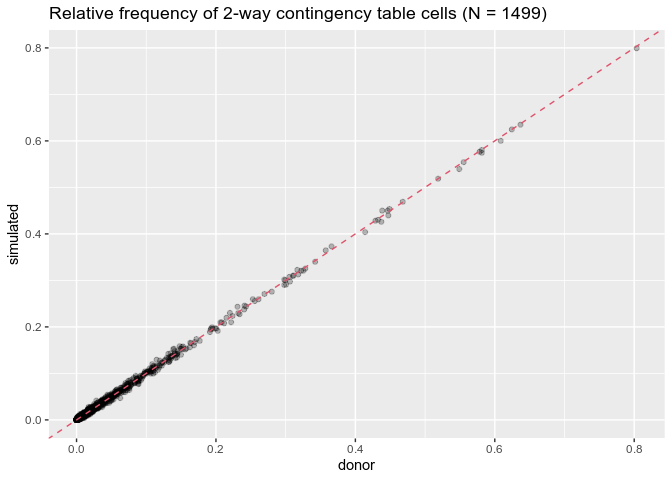 Relative frequency of 2-way contingency table cells (N = 1499)
0.8
0.6
0.4
0.2
0.0
simulated
0.0 0.2 0.4 0.6 0.8
donor